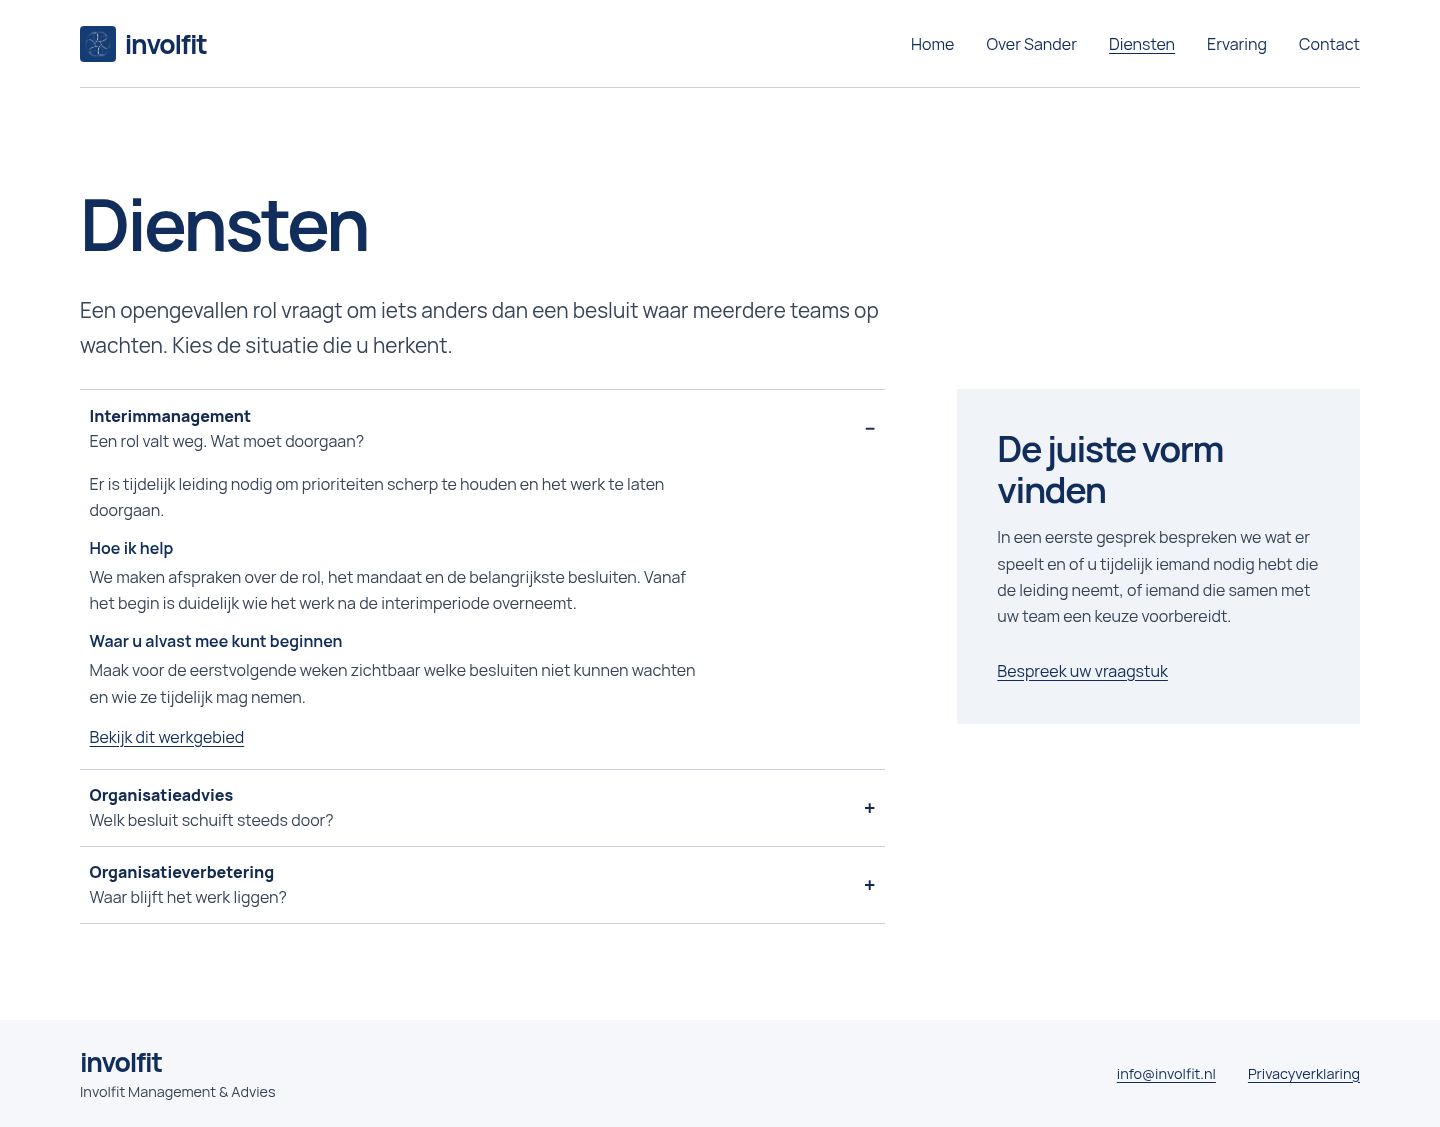 involfit
Home
Over Sander
Diensten
Ervaring
Contact
Diensten
Een opengevallen rol vraagt om iets anders dan een besluit waar meerdere teams op
wachten. Kies de situatie die u herkent.
Interimmanagement
Een rol valt weg. Wat moet doorgaan?
−
Er is tijdelijk leiding nodig om prioriteiten scherp te houden en het werk te laten
doorgaan.
Hoe ik help
We maken afspraken over de rol, het mandaat en de belangrijkste besluiten. Vanaf
het begin is duidelijk wie het werk na de interimperiode overneemt.
Waar u alvast mee kunt beginnen
Maak voor de eerstvolgende weken zichtbaar welke besluiten niet kunnen wachten
en wie ze tijdelijk mag nemen.
Bekijk dit werkgebied
Organisatieadvies
Welk besluit schuift steeds door?
+
Organisatieverbetering
Waar blijft het werk liggen?
+
De juiste vorm
vinden
In een eerste gesprek bespreken we wat er
speelt en of u tijdelijk iemand nodig hebt die
de leiding neemt, of iemand die samen met
uw team een keuze voorbereidt.
Bespreek uw vraagstuk
involfit
Involfit Management & Advies
info@involfit.nl
Privacyverklaring